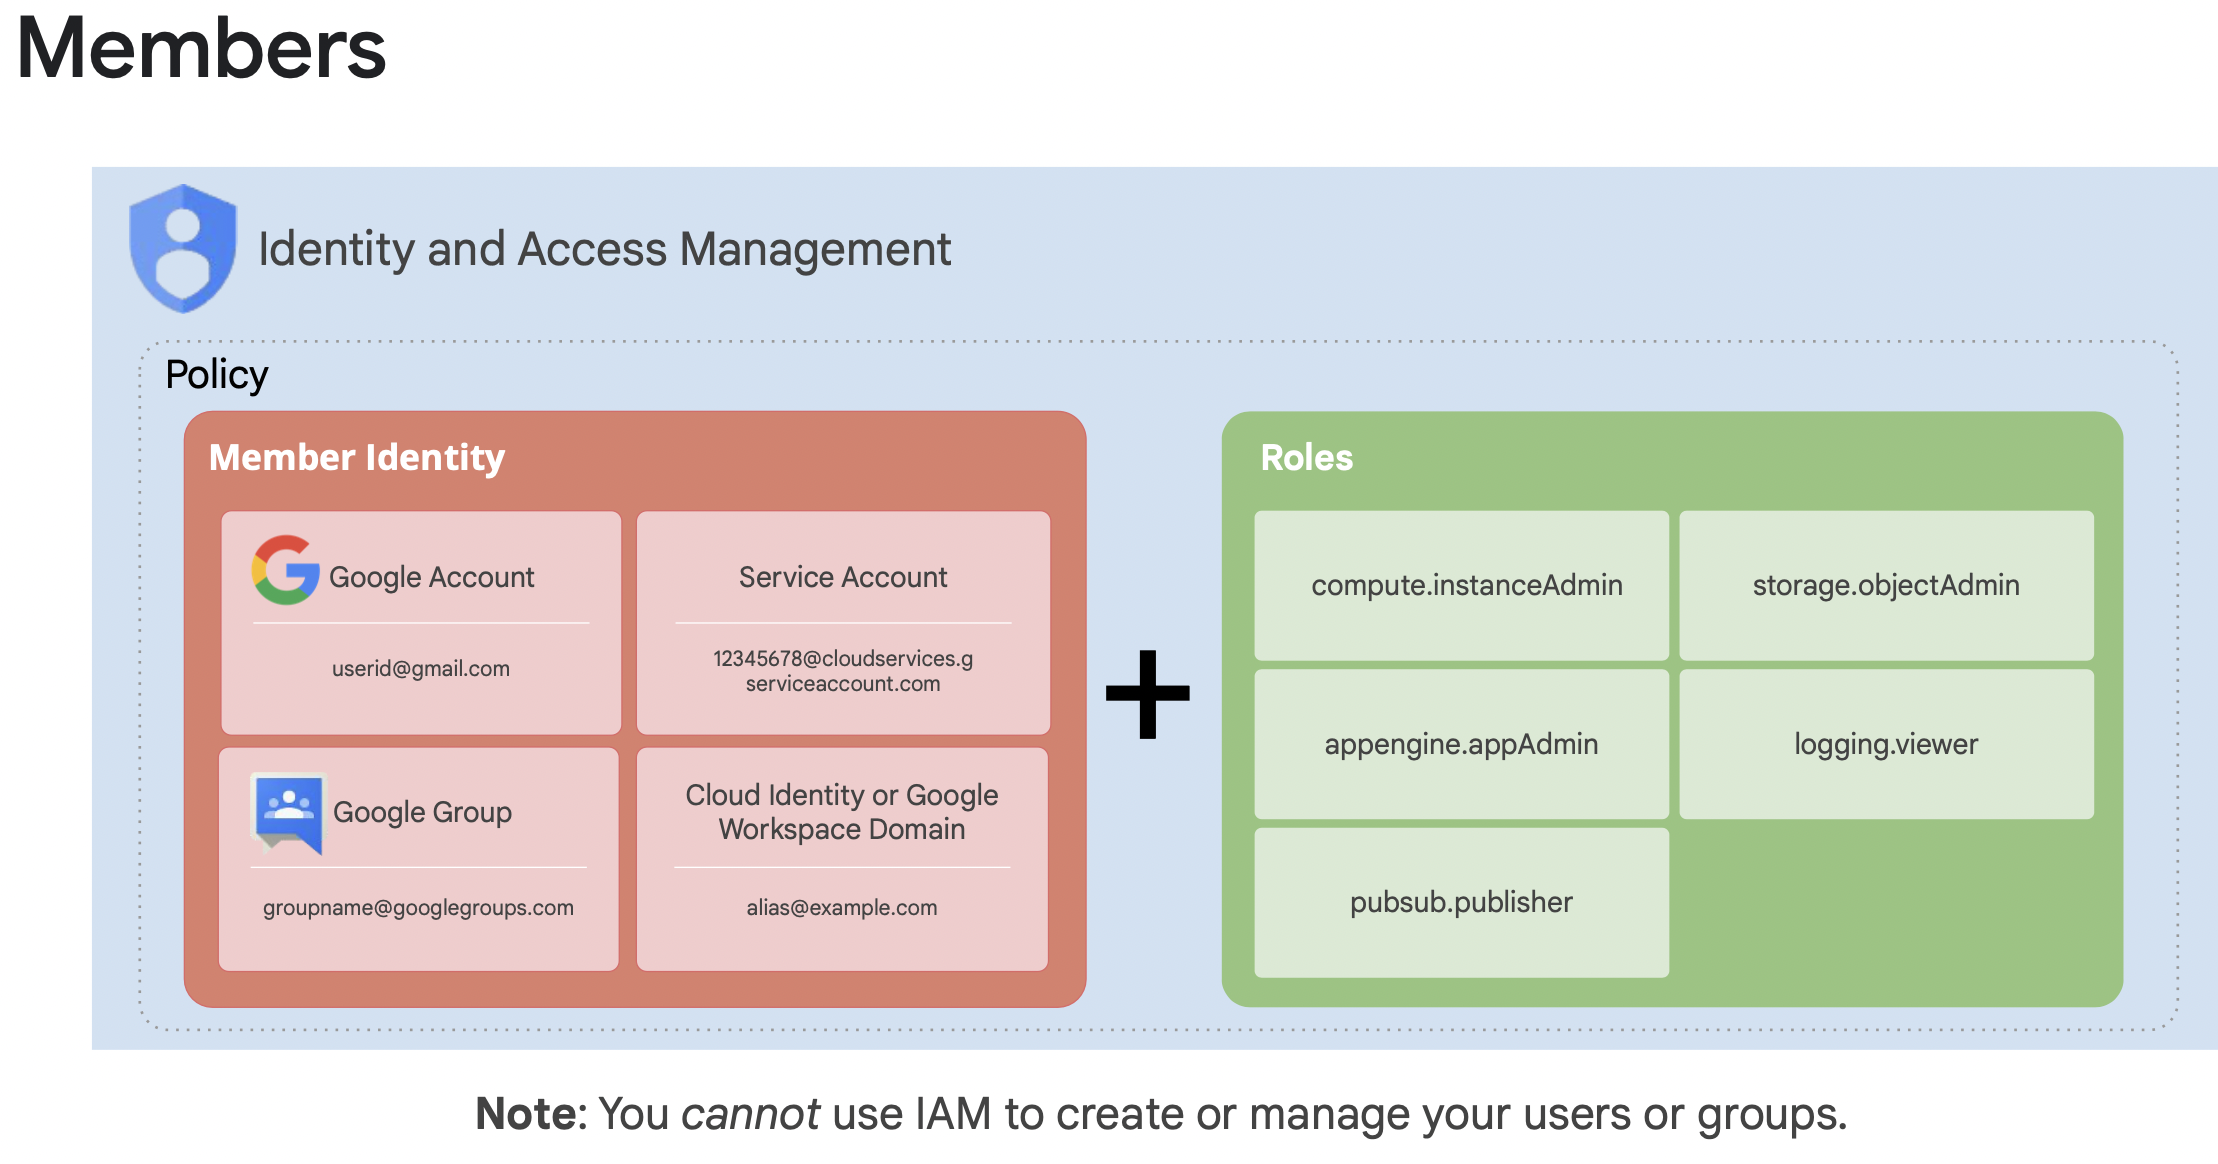 Members
Identity and Access Management
Policy
Member Identity
Google Account
userid@gmail.com
Service Account
12345678@cloudservices.g
serviceaccount.com
Google Group
groupname@googlegroups.com
Cloud Identity or Google
Workspace Domain
alias@example.com
+
Roles
compute.instanceAdmin
storage.objectAdmin
appengine.appAdmin
logging.viewer
pubsub.publisher
Note: You cannot use IAM to create or manage your users or groups.